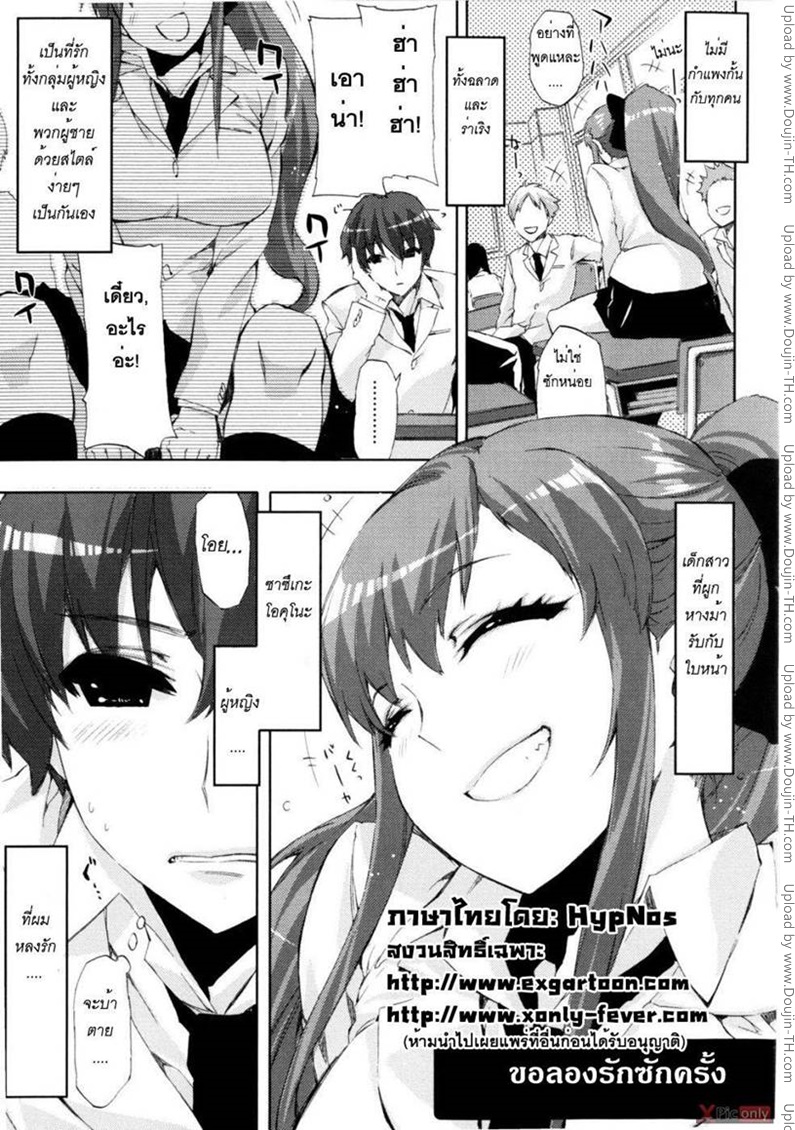 ไม่มี
กำแพงกั้น
กับทุกคน
ไม่นะ
อย่างที่
พูดแหละ
....
ไม่ใช่
ซักหน่อย
ทั้งฉลาด
และ
ร่าเริง
ฮ่า
ฮ่า
ฮ่า!
เอา
น่า!
เป็นที่รัก
ทั้งกลุ่มผู้หญิง
และ
พวกผู้ชาย
ด้วยสไตล์
ง่ายๆ
เป็นกันเอง
เดี๋ยว,
อะไร
อ่ะ!
........
เด็กสาว
ที่ผูก
หางม้า
รับกับ
ใบหน้า
โอย...
ซาซึเกะ
โอคุโนะ
ผู้หญิง
....
ที่ผม
หลงรัก
....
จะบ้า
ตาย
....
ภาษาไทยโดย: HypNos
สงวนสิทธิ์เฉพาะ
http://www.exgartoon.com
http://www.xonly-fever.com
(ห้ามนำไปเผยแพร่ที่อื่นก่อนได้รับอนุญาติ)
ขอลองรักซักครั้ง
XPic only
Upload by www.Doujin-TH.com
Upload by www.Doujin-TH.com
Upload by www.Doujin-TH.com
Upload by www.Doujin-TH.com
Upload by www.Doujin-TH.com